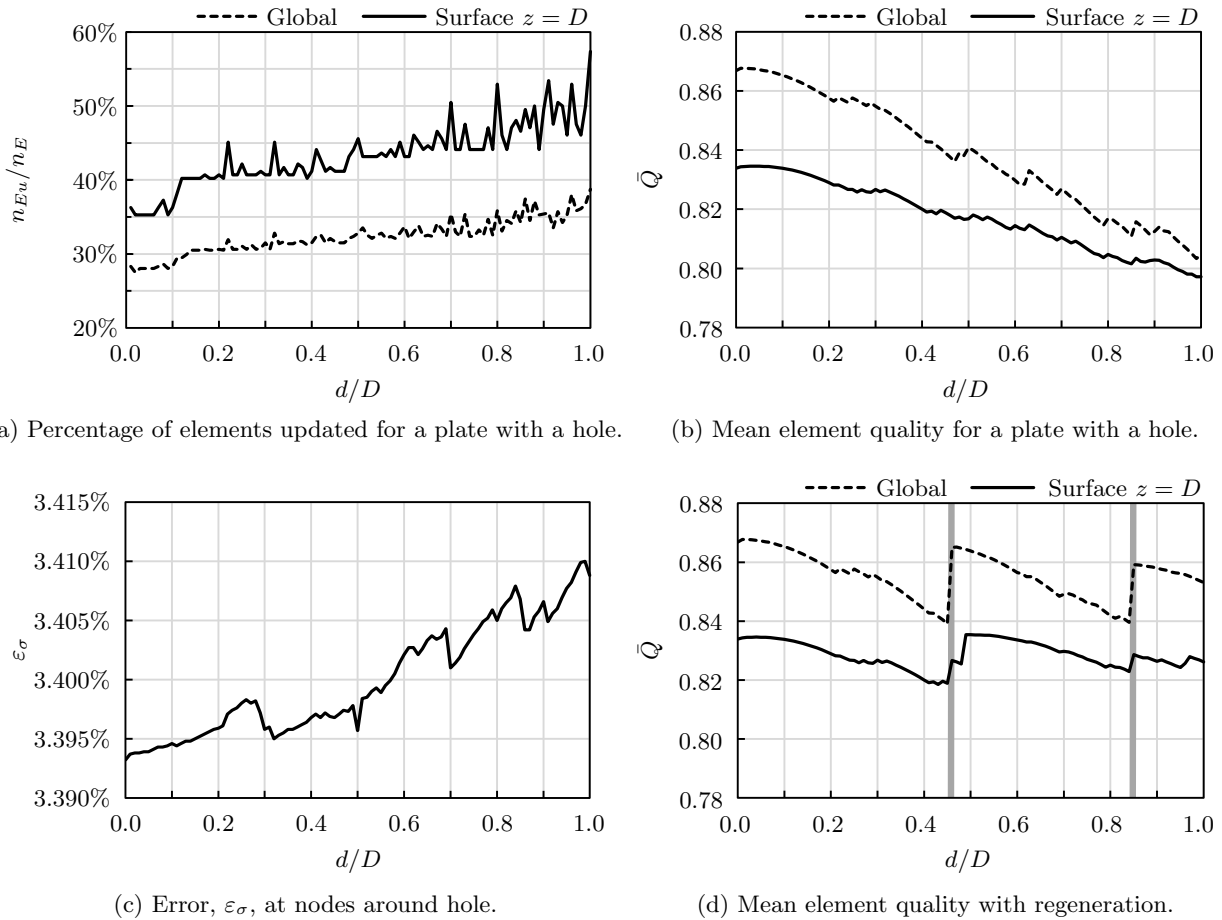 Global Surface z = D
60%
50%
40%
30%
20%
n_{Eu}/n_E
0.0 0.2 0.4 0.6 0.8 1.0
d/D
a) Percentage of elements updated for a plate with a hole.
Global Surface z = D
0.88
0.86
0.84
0.82
0.80
0.78
Q̄
0.0 0.2 0.4 0.6 0.8 1.0
d/D
(b) Mean element quality for a plate with a hole.
3.415%
3.410%
3.405%
3.400%
3.395%
3.390%
ε_σ
0.0 0.2 0.4 0.6 0.8 1.0
d/D
(c) Error, ε_σ, at nodes around hole.
Global Surface z = D
0.88
0.86
0.84
0.82
0.80
0.78
Q̄
0.0 0.2 0.4 0.6 0.8 1.0
d/D
(d) Mean element quality with regeneration.